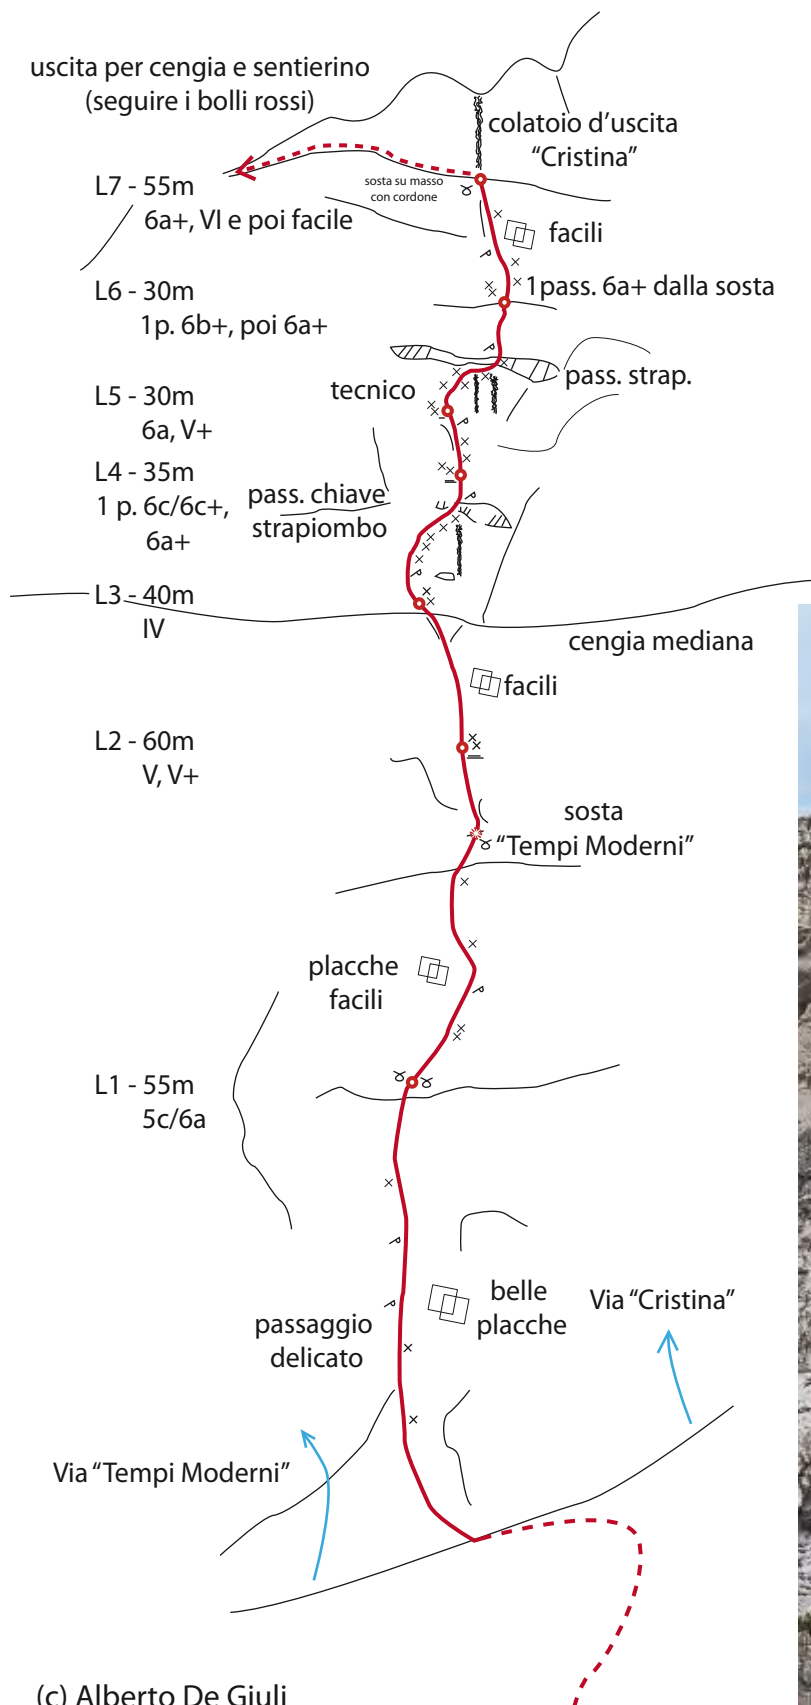 uscita per cengia e sentierino
(seguire i bolli rossi)
colatoio d'uscita
"Cristina"
sosta su masso
con cordone
L7 - 55m
6a+, VI e poi facile
facili
L6 - 30m
1p. 6b+, poi 6a+
1pass. 6a+ dalla sosta
pass. strap.
tecnico
L5 - 30m
6a, V+
L4 - 35m
1 p. 6c/6c+,
6a+
pass. chiave
strapiombo
L3 - 40m
IV
cengia mediana
facili
L2 - 60m
V, V+
sosta
"Tempi Moderni"
placche
facili
L1 - 55m
5c/6a
belle
placche
Via "Cristina"
passaggio
delicato
Via "Tempi Moderni"
(c) Alberto De Giuli